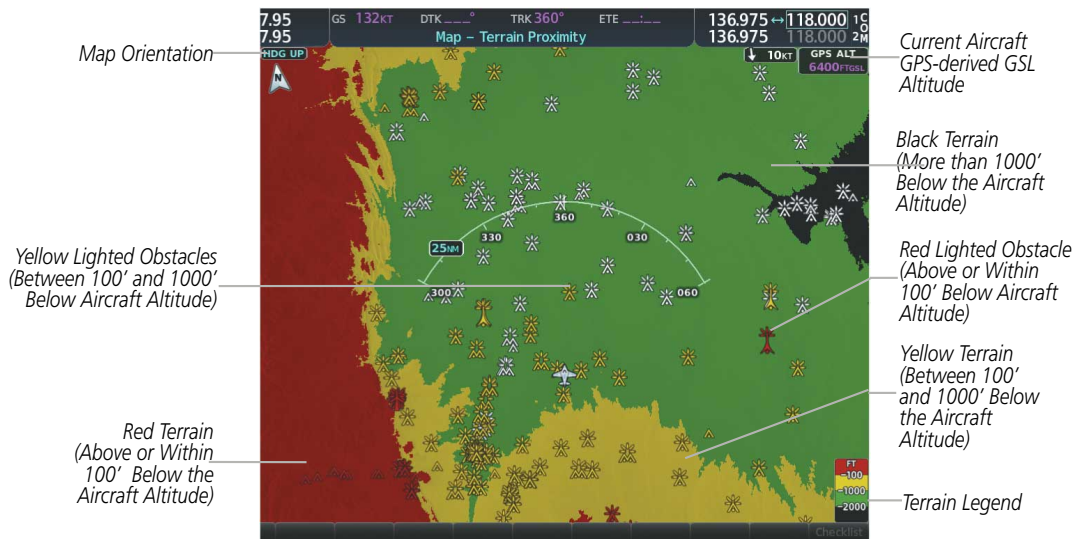 7.95
GS 132KT DTK ___° TRK 360° ETE __:__
136.975 ↔ 118.000 1 C
7.95
Map – Terrain Proximity
136.975 118.000 2 O M
Map Orientation
HDG UP
N
10KT
GPS ALT
6400FTGSL
Current Aircraft
GPS-derived GSL
Altitude
Black Terrain
(More than 1000'
Below the Aircraft
Altitude)
360
330
030
25NM
300
060
Yellow Lighted Obstacles
(Between 100' and 1000'
Below Aircraft Altitude)
Red Lighted Obstacle
(Above or Within
100' Below Aircraft
Altitude)
Yellow Terrain
(Between 100'
and 1000' Below
the Aircraft
Altitude)
Red Terrain
(Above or Within
100' Below the
Aircraft Altitude)
FT
-100
-1000
-2000
Terrain Legend
Checklist